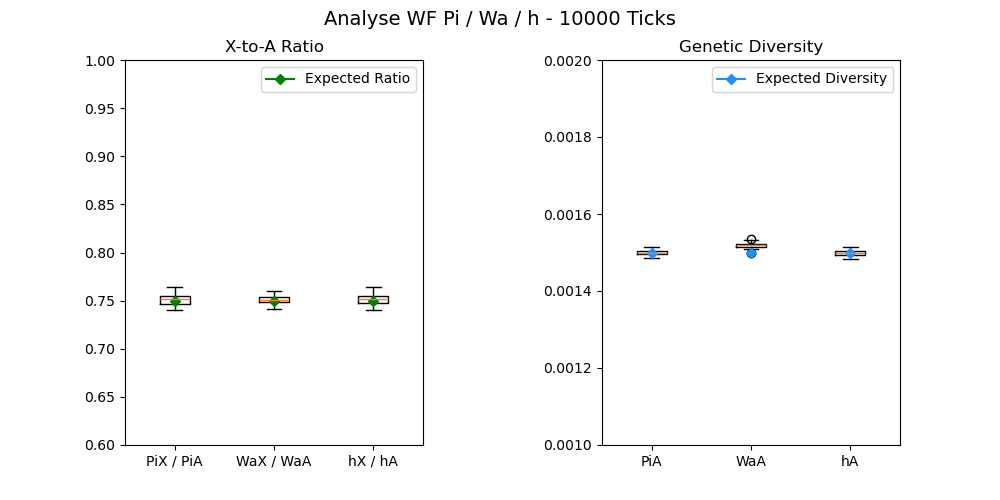 Analyse WF Pi / Wa / h - 10000 Ticks
X-to-A Ratio
Expected Ratio
1.00
0.95
0.90
0.85
0.80
0.75
0.70
0.65
0.60
PiX / PiA
WaX / WaA
hX / hA
Genetic Diversity
Expected Diversity
0.0020
0.0018
0.0016
0.0014
0.0012
0.0010
PiA
WaA
hA